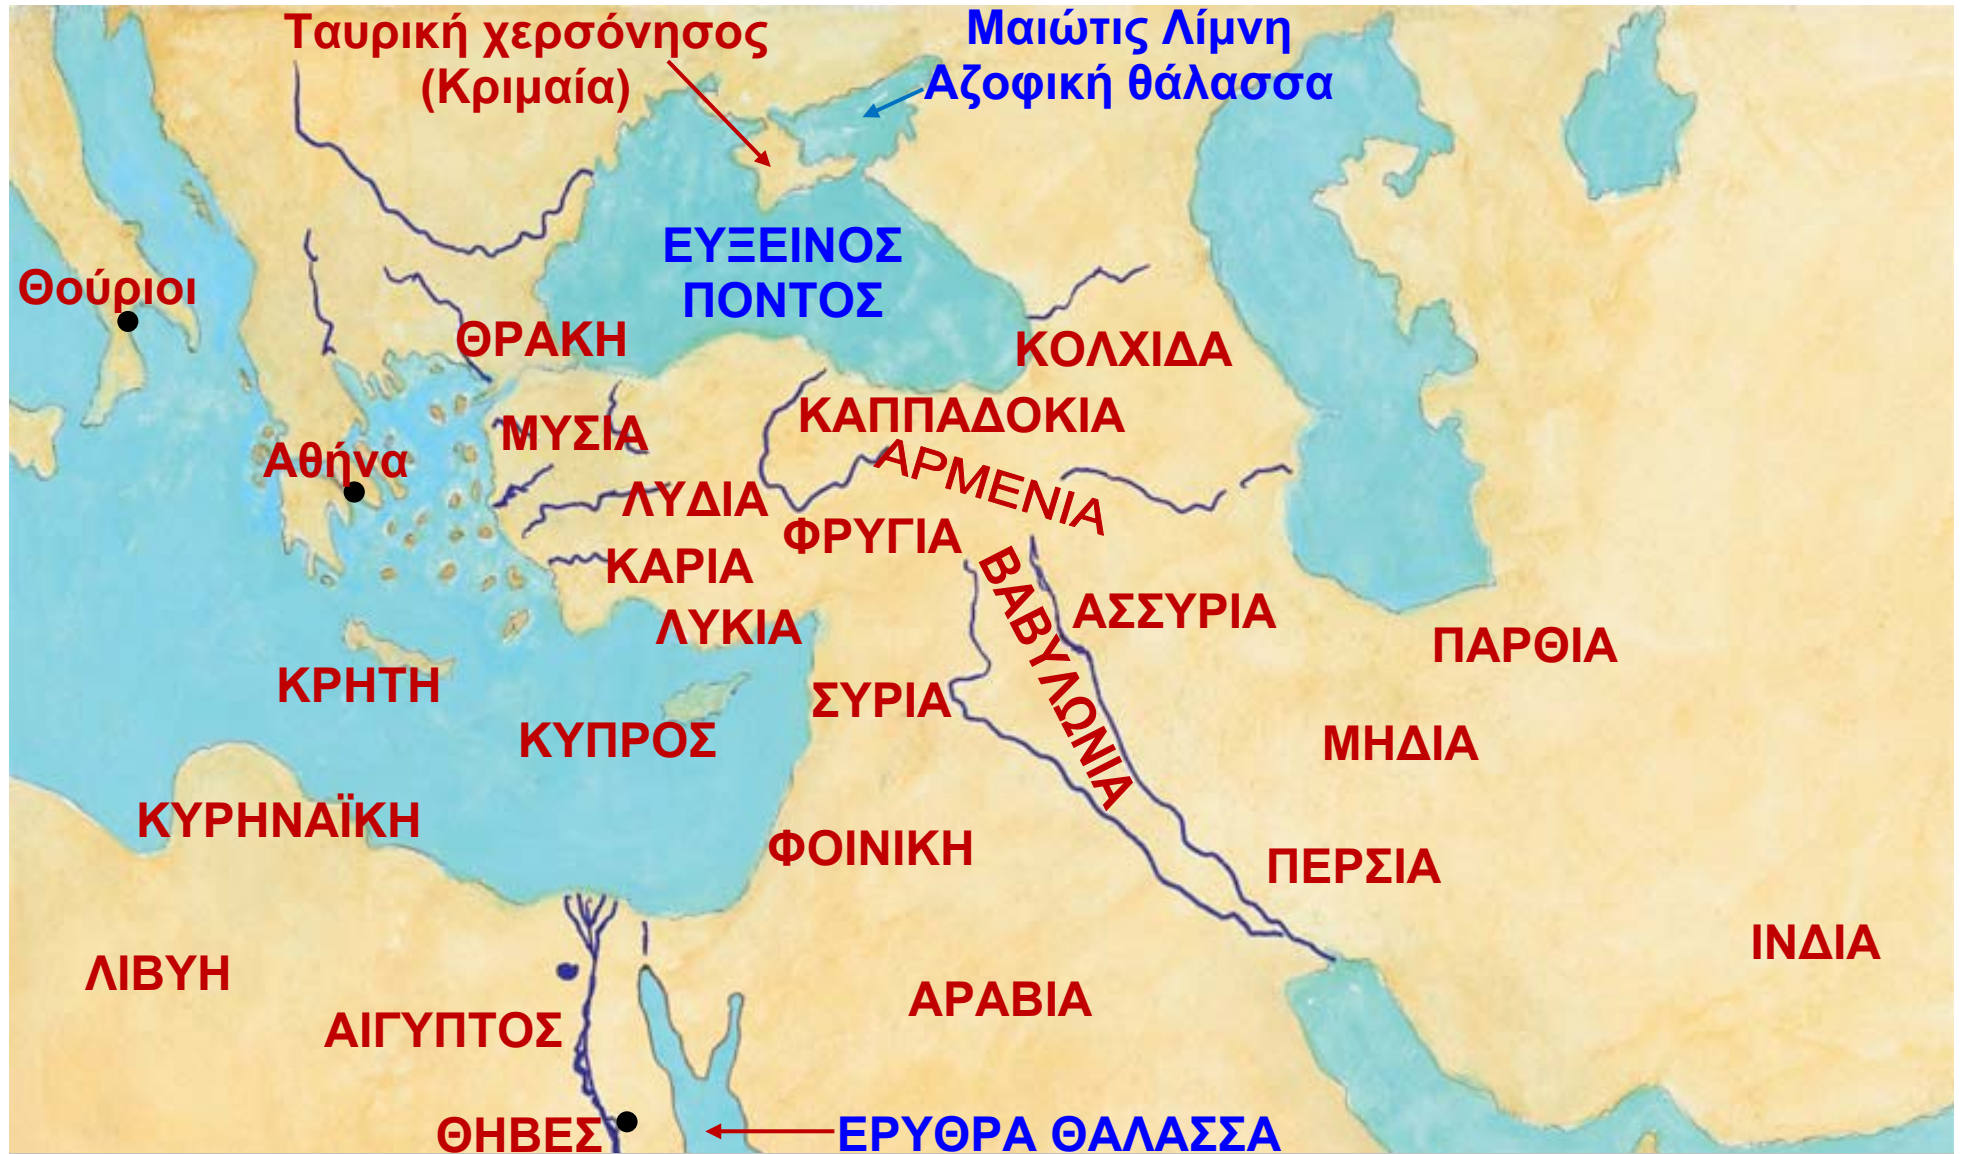 Ταυρική χερσόνησος
(Κριμαία)
Μαιώτις Λίμνη
Αζοφική θάλασσα
ΕΥΞΕΙΝΟΣ
ΠΟΝΤΟΣ
Θούριοι
ΘΡΑΚΗ
ΚΟΛΧΙΔΑ
ΚΑΠΠΑΔΟΚΙΑ
ΜΥΣΙΑ
Αθήνα
ΑΡΜΕΝΙΑ
ΛΥΔΙΑ
ΦΡΥΓΙΑ
ΚΑΡΙΑ
ΒΑΒΥΛΩΝΙΑ
ΑΣΣΥΡΙΑ
ΛΥΚΙΑ
ΠΑΡΘΙΑ
ΚΡΗΤΗ
ΣΥΡΙΑ
ΚΥΠΡΟΣ
ΜΗΔΙΑ
ΚΥΡΗΝΑΪΚΗ
ΦΟΙΝΙΚΗ
ΠΕΡΣΙΑ
ΙΝΔΙΑ
ΛΙΒΥΗ
ΑΡΑΒΙΑ
ΑΙΓΥΠΤΟΣ
ΘΗΒΕΣ
ΕΡΥΘΡΑ ΘΑΛΑΣΣΑ